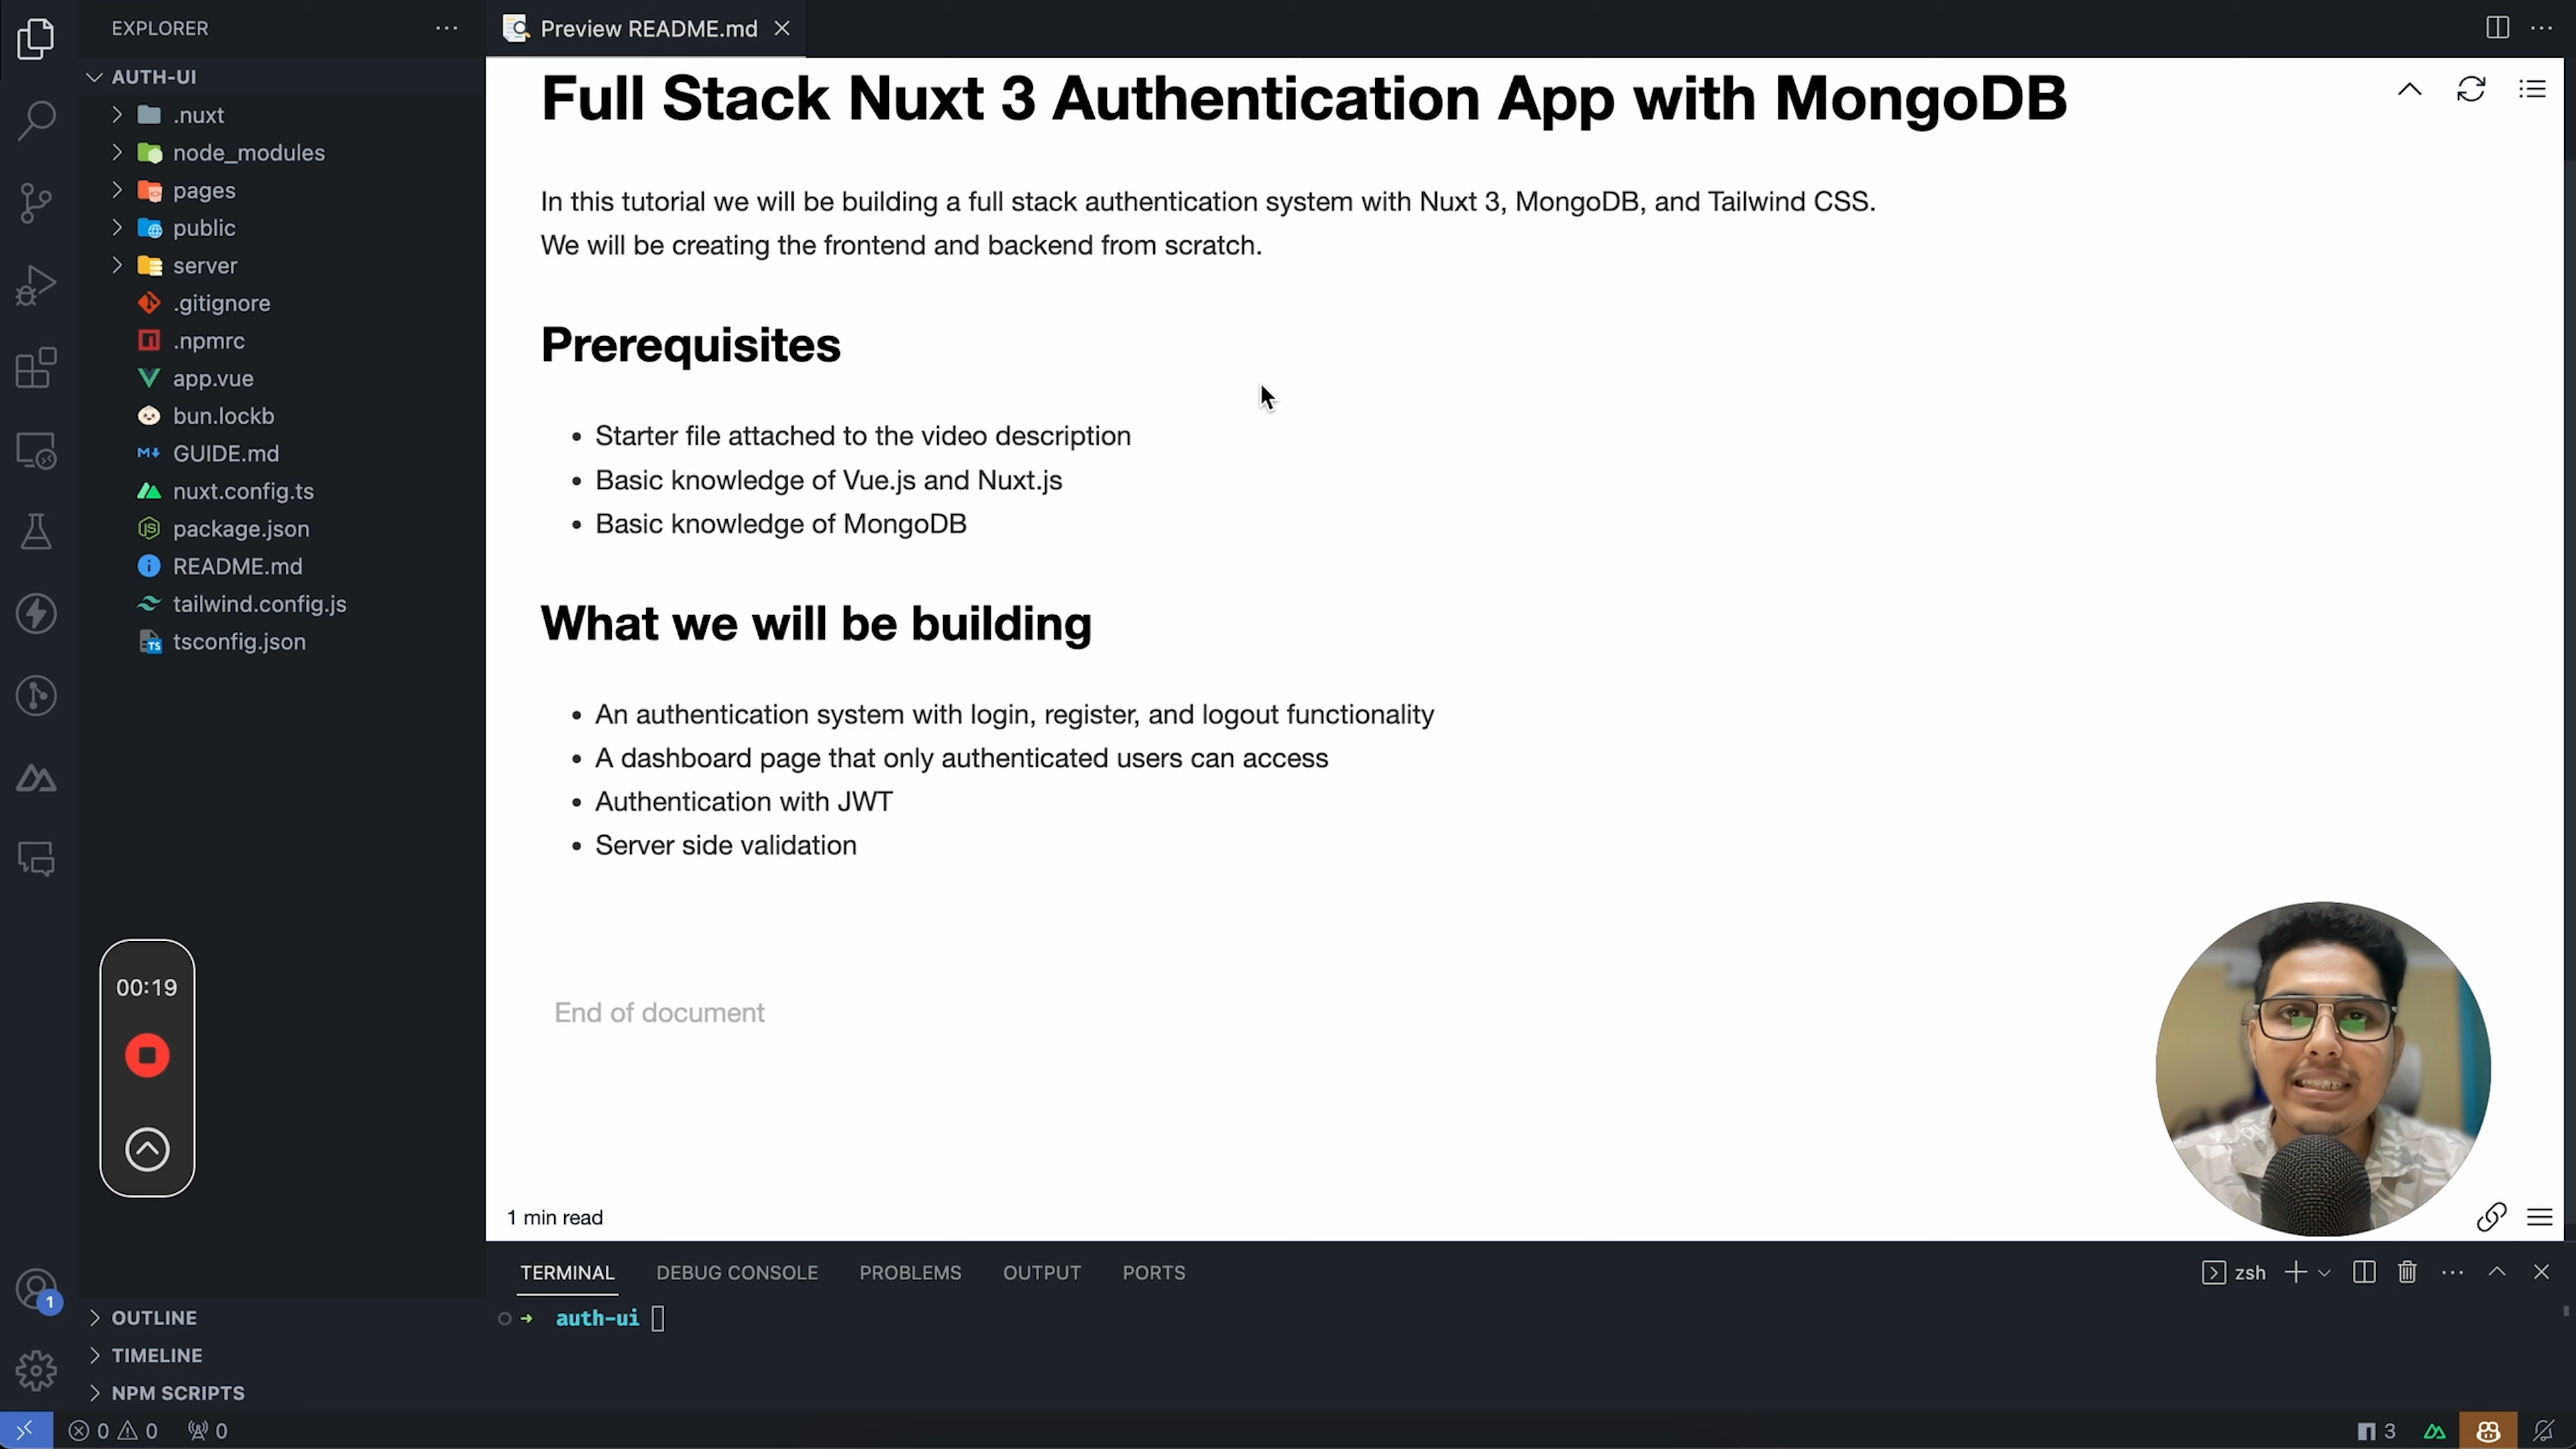 EXPLORER
Preview README.md
AUTH-UI
.nuxt
node_modules
pages
public
server
.gitignore
.npmrc
app.vue
bun.lockb
GUIDE.md
nuxt.config.ts
package.json
README.md
tailwind.config.js
tsconfig.json
Full Stack Nuxt 3 Authentication App with MongoDB
In this tutorial we will be building a full stack authentication system with Nuxt 3, MongoDB, and Tailwind CSS.
We will be creating the frontend and backend from scratch.
Prerequisites
• Starter file attached to the video description
• Basic knowledge of Vue.js and Nuxt.js
• Basic knowledge of MongoDB
What we will be building
• An authentication system with login, register, and logout functionality
• A dashboard page that only authenticated users can access
• Authentication with JWT
• Server side validation
End of document
00:19
1 min read
TERMINAL DEBUG CONSOLE PROBLEMS OUTPUT PORTS
zsh
auth-ui
1
OUTLINE
TIMELINE
NPM SCRIPTS
0 0 0
3